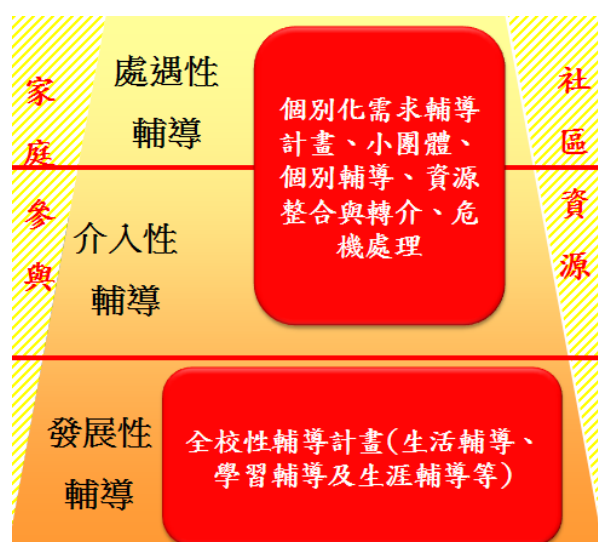 家庭參與
處遇性
輔導
個別化需求輔導
計畫、小團體、
個別輔導、資源
整合與轉介、危
機處理
社區資源
介入性
輔導
發展性
輔導
全校性輔導計畫(生活輔導、
學習輔導及生涯輔導等)